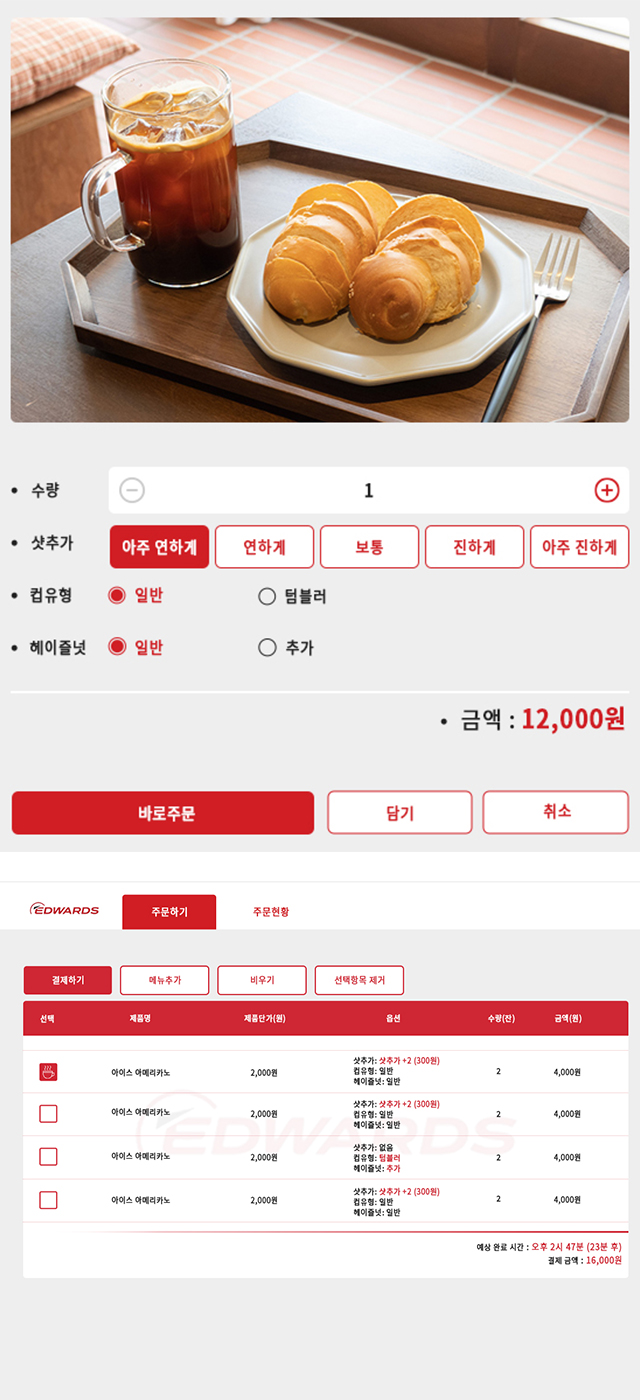 수량
1
샷추가
아주 연하게 연하게 보통 진하게 아주 진하게
컵유형 일반 텀블러
헤이즐넛 일반 추가
금액 : 12,000원
바로주문 담기 취소
EDWARDS 주문하기 주문현황
결제하기 메뉴추가 비우기 선택항목 제거
선택 제품명 제품단가(원) 옵션 수량(잔) 금액(원)
샷추가: 샷추가 +2 (300원)
아이스 아메리카노 2,000원 컵유형: 일반 2 4,000원
헤이즐넛: 일반
샷추가: 샷추가 +2 (300원)
아이스 아메리카노 2,000원 컵유형: 일반 2 4,000원
헤이즐넛: 일반
EDWARDS
샷추가: 없음
아이스 아메리카노 2,000원 컵유형: 텀블러 2 4,000원
헤이즐넛: 추가
샷추가: 샷추가 +2 (300원)
아이스 아메리카노 2,000원 컵유형: 일반 2 4,000원
헤이즐넛: 일반
예상 완료 시간 : 오후 2시 47분 (23분 후)
결제 금액 : 16,000원